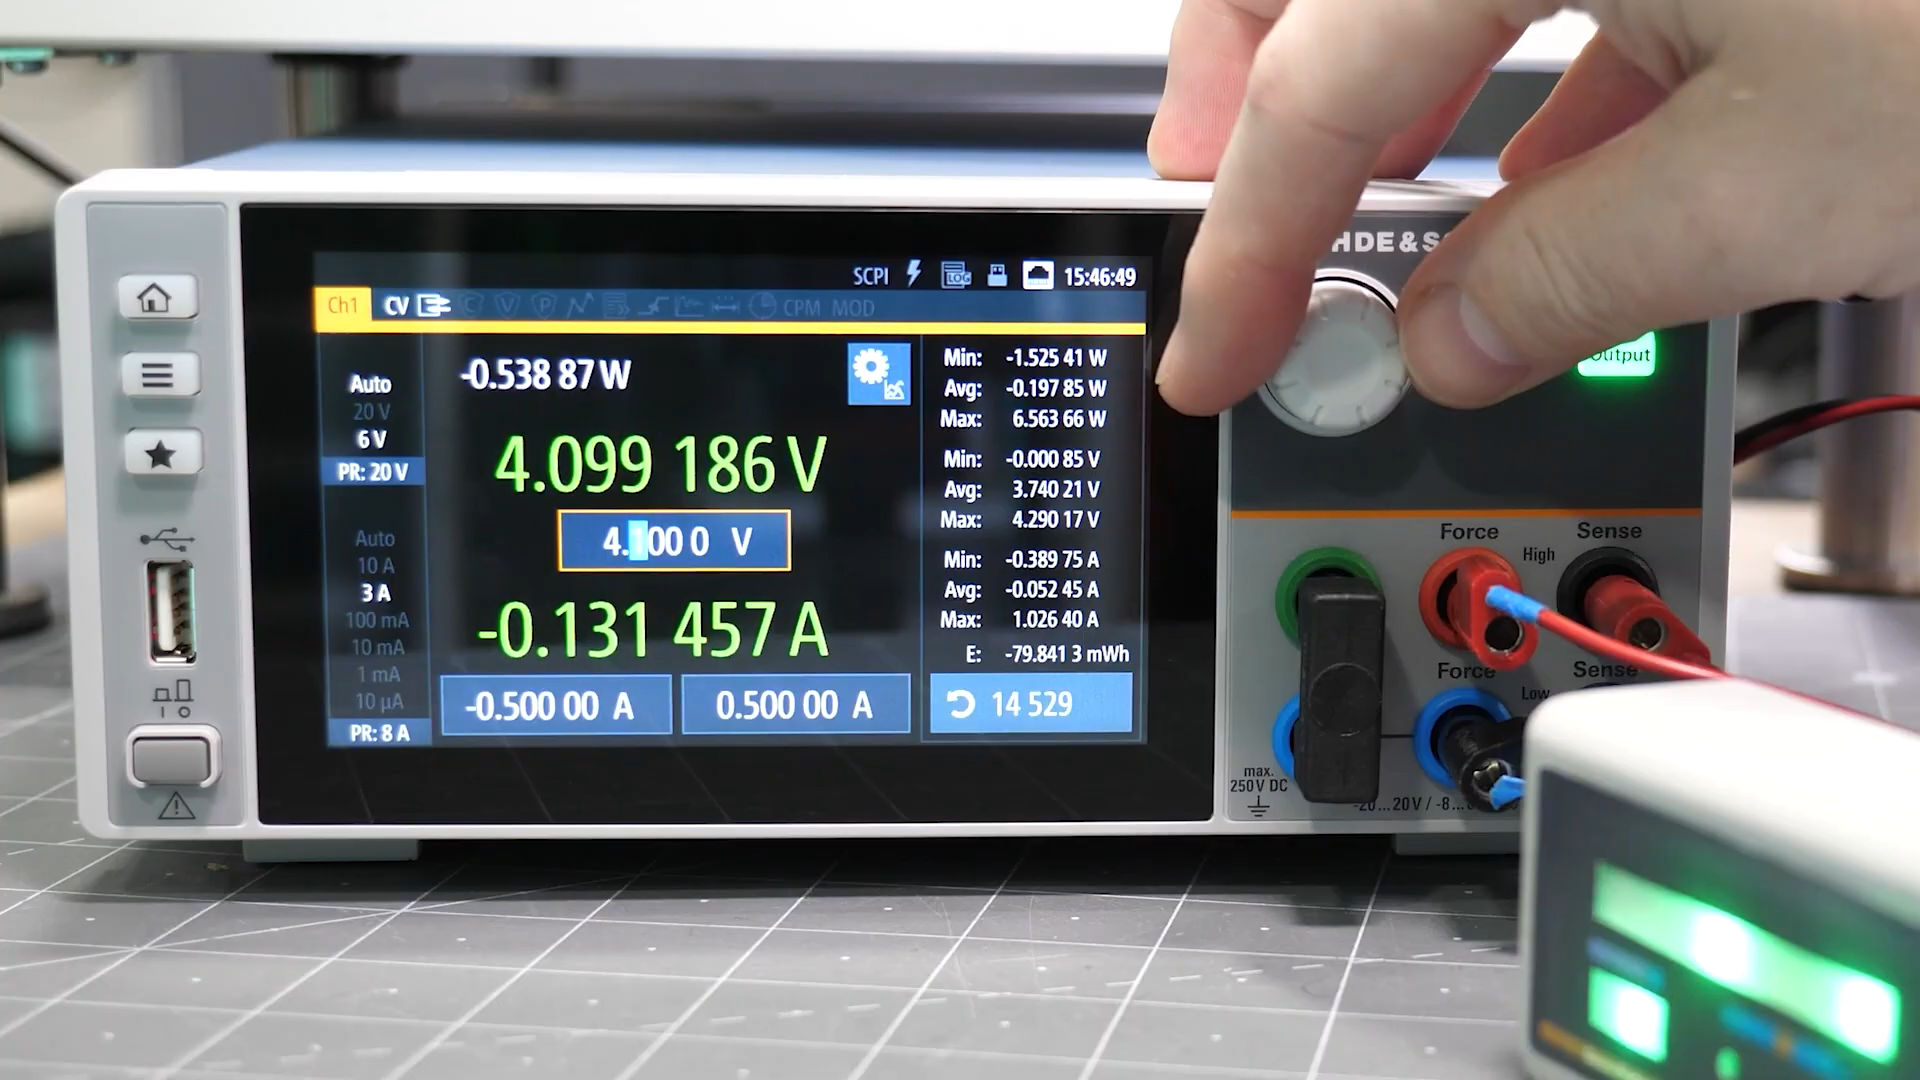 HDE&S
SCPI LOG 15:46:49
Ch1 CV C V P CPM MOD
Auto
20 V
6 V
PR: 20 V
Auto
10 A
3 A
100 mA
10 mA
1 mA
10 µA
PR: 8 A
-0.538 87 W
4.099 186 V
4.100 0 V
-0.131 457 A
-0.500 00 A
0.500 00 A
Min: -1.525 41 W
Avg: -0.197 85 W
Max: 6.563 66 W
Min: -0.000 85 V
Avg: 3.740 21 V
Max: 4.290 17 V
Min: -0.389 75 A
Avg: -0.052 45 A
Max: 1.026 40 A
E: -79.841 3 mWh
14 529
Output
Force Sense
High
Force Sense
Low
max.
250V DC
-20...20V / -8...